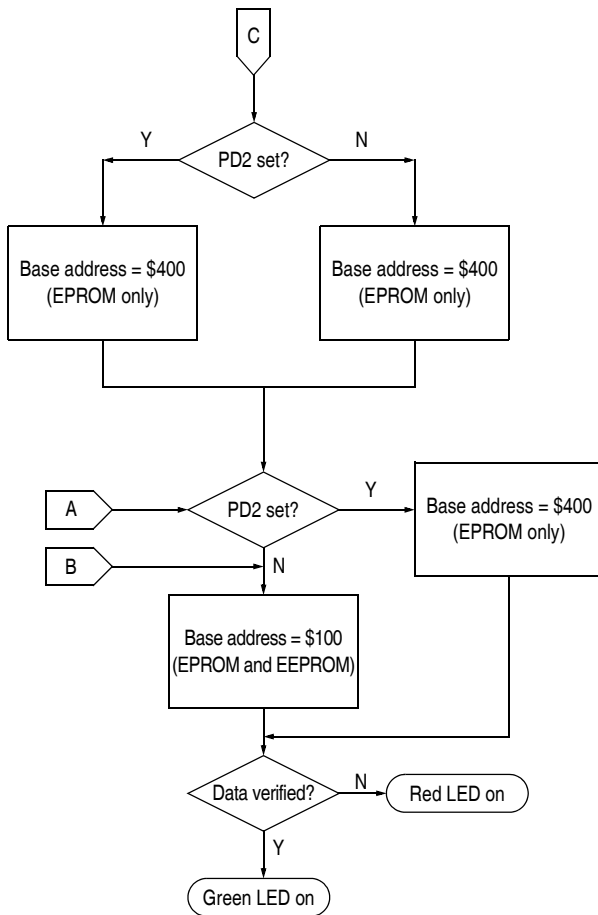 C
Y
N
PD2 set?
Base address = $400
(EPROM only)
Base address = $400
(EPROM only)
A
PD2 set?
Y
Base address = $400
(EPROM only)
B
N
Base address = $100
(EPROM and EEPROM)
Data verified?
N
Red LED on
Y
Green LED on